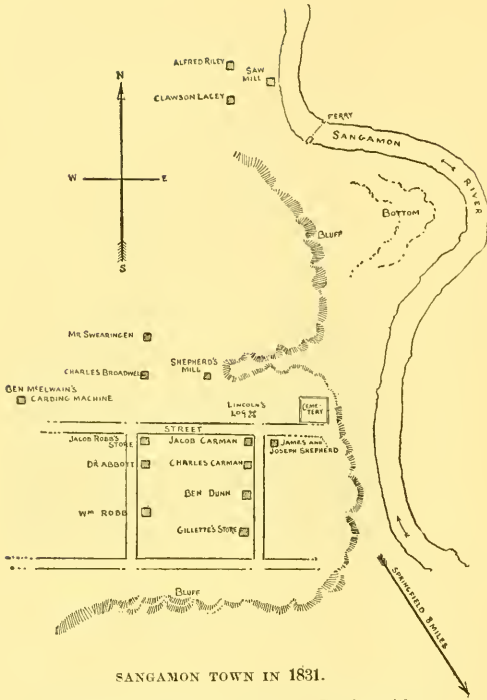 ALFRED RILEY
SAW
MILL
CLAWSON LACEY
N
FERRY
SANGAMON
RIVER
W
E
BOTTOM
BLUFF
S
MR SWEARINGEN
CHARLES BROADWELL
SHEPHERD'S
MILL
BEN McELWAIN'S
CARDING MACHINE
LINCOLN'S
LOGS
CEME-
TERY
STREET
JACOB ROBB'S
STORE
JACOB CARMAN
JAMES AND
JOSEPH SHEPHERD
DR ABBOTT
CHARLES CARMAN
BEN DUNN
WM ROBB
GILLETTE'S STORE
SPRINGFIELD 8 MILES
BLUFF
SANGAMON TOWN IN 1831.